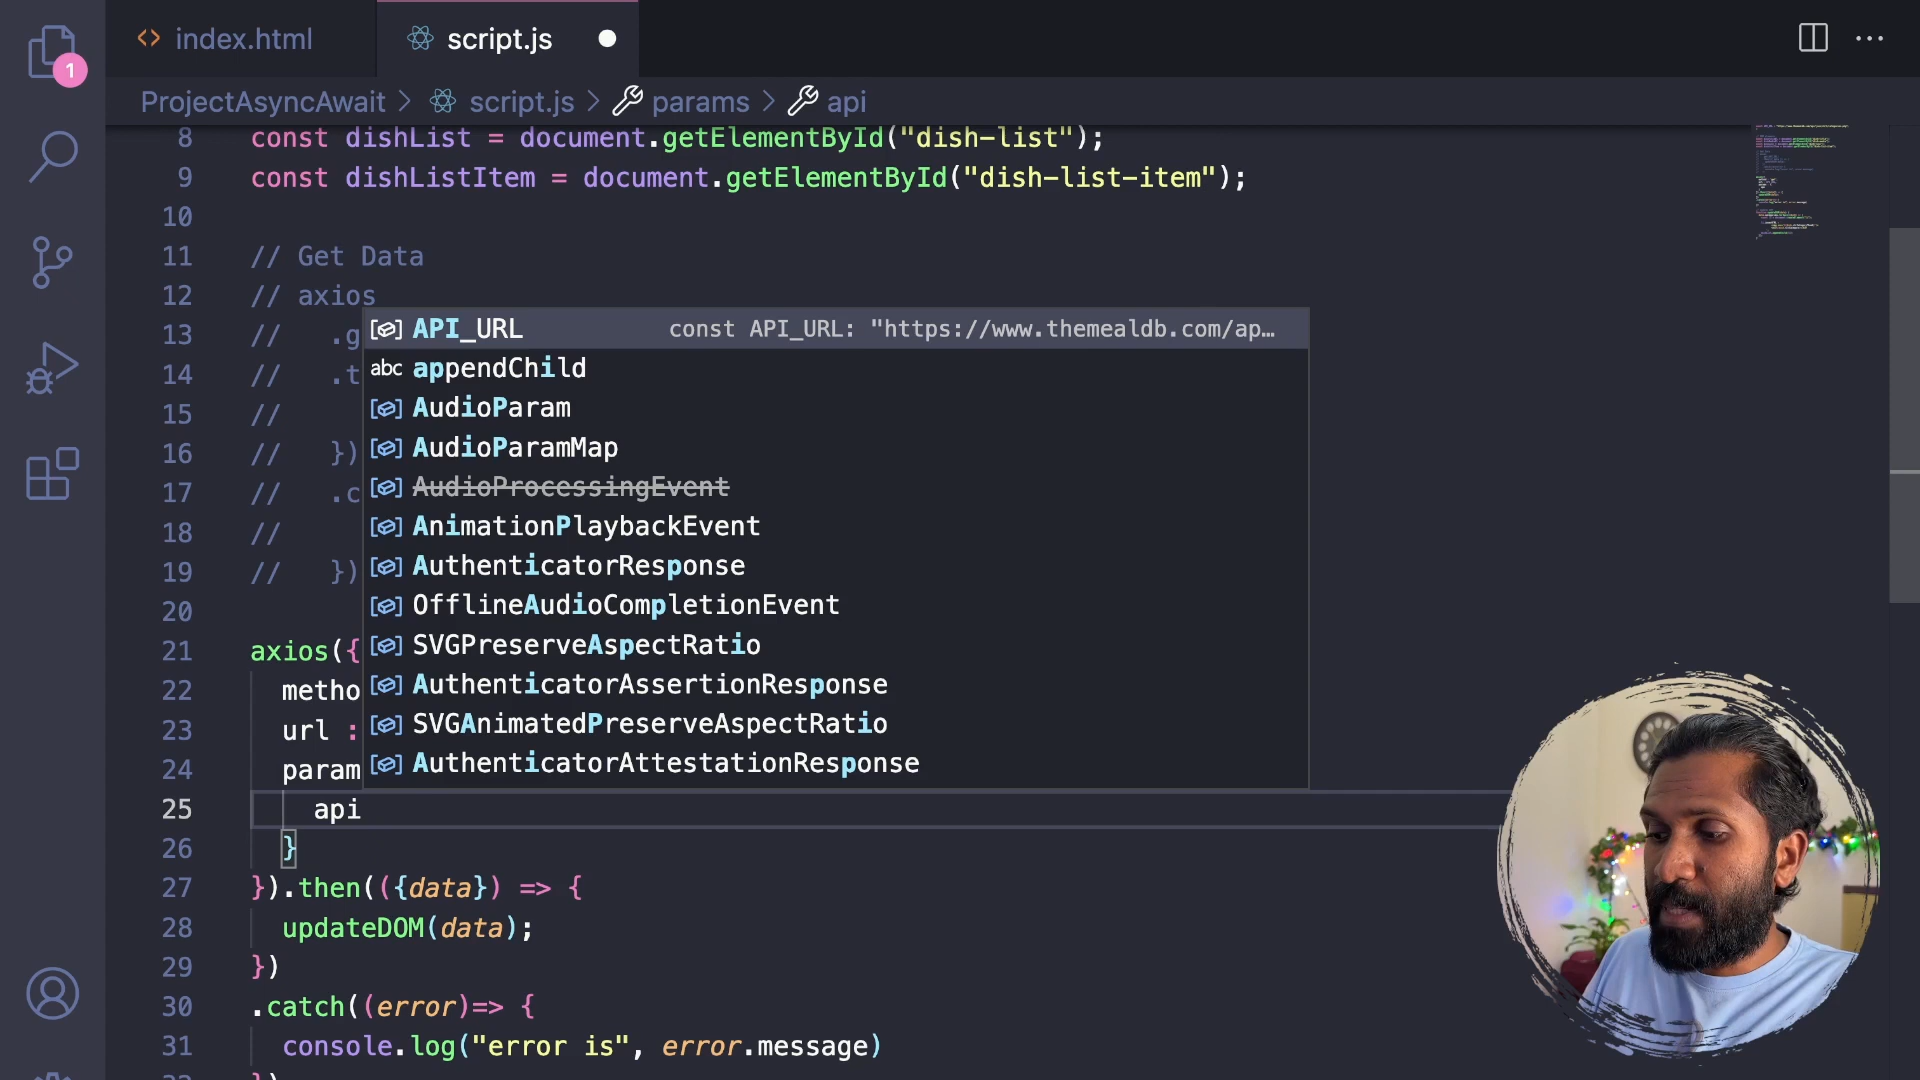 index.html
script.js
1
ProjectAsyncAwait > script.js > params > api
8 const dishList = document.getElementById("dish-list");
9 const dishListItem = document.getElementById("dish-list-item");
10
11 // Get Data
12 // axios
13 // .g
14 // .t
15 //
16 // })
17 // .c
18 //
19 // })
20
21 axios({
22 metho
23 url :
24 param
25 api
26 }
27 }).then(({data}) => {
28 updateDOM(data);
29 })
30 .catch((error)=> {
31 console.log("error is", error.message)
API_URL const API_URL: "https://www.themealdb.com/ap…
abc appendChild
AudioParam
AudioParamMap
AudioProcessingEvent
AnimationPlaybackEvent
AuthenticatorResponse
OfflineAudioCompletionEvent
SVGPreserveAspectRatio
AuthenticatorAssertionResponse
SVGAnimatedPreserveAspectRatio
AuthenticatorAttestationResponse